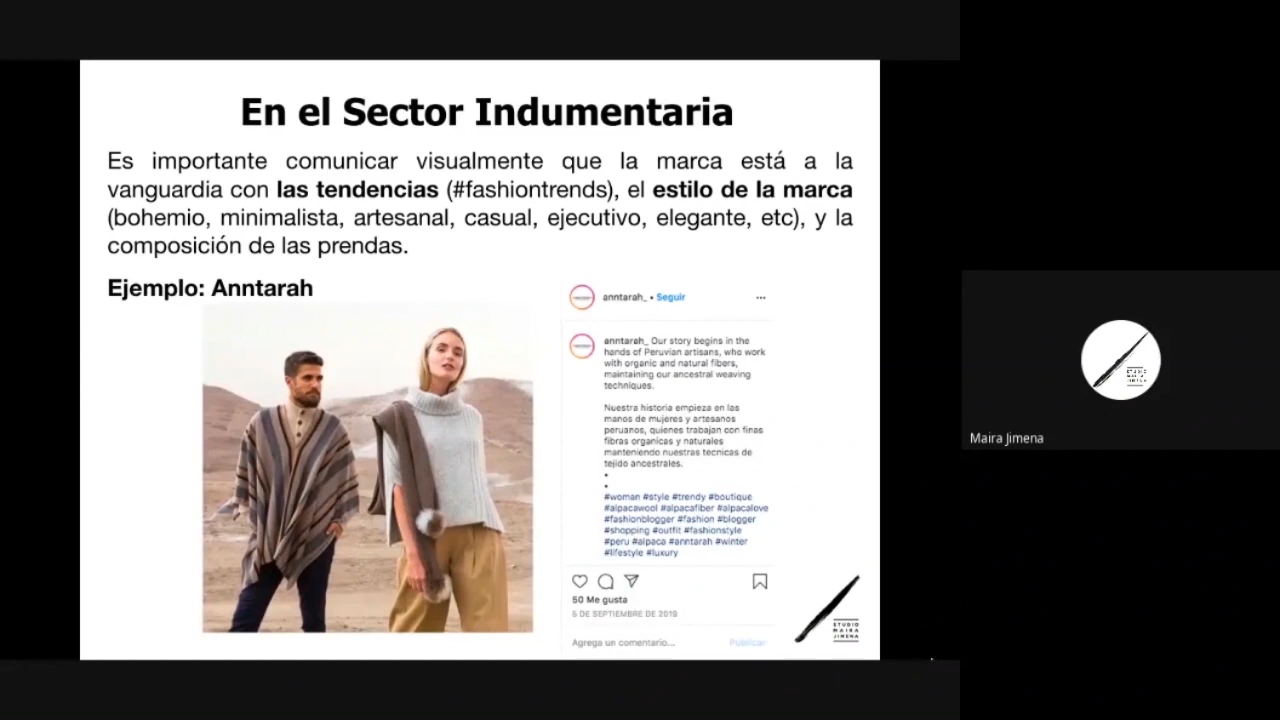 En el Sector Indumentaria
Es importante comunicar visualmente que la marca está a la
vanguardia con las tendencias (#fashiontrends), el estilo de la marca
(bohemio, minimalista, artesanal, casual, ejecutivo, elegante, etc), y la
composición de las prendas.
Ejemplo: Anntarah
anntarah_ • Seguir
anntarah_ Our story begins in the
hands of Peruvian artisans, who work
with organic and natural fibers,
maintaining our ancestral weaving
techniques.
Nuestra historia empieza en las
manos de mujeres y artesanos
peruanos, quienes trabajan con finas
fibras organicas y naturales
manteniendo nuestras tecnicas de
tejido ancestrales.
#woman #style #trendy #boutique
#alpacawool #alpacafiber #alpacalove
#fashionblogger #fashion #blogger
#shopping #outfit #fashionstyle
#peru #alpaca #anntarah #winter
#lifestyle #luxury
50 Me gusta
5 DE SEPTIEMBRE DE 2019
Agrega un comentario... Publicar
STUDIO
MAIRA
JIMENA
STUDIO
MAIRA
JIMENA
Maira Jimena